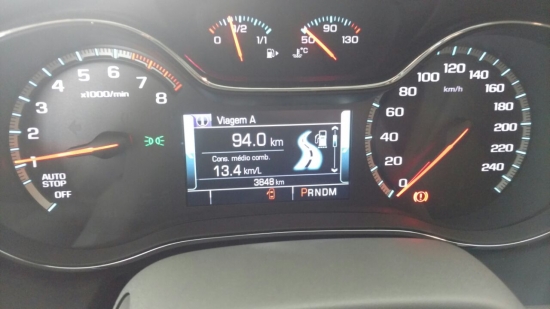 0 1/2 1/1
50 °C 130
1 2 3 4 5 6 7 8
x1000/min
AUTO
STOP
OFF
Viagem A
94.0 km
Cons. médio comb.
13.4 km/L
3848 km
PRNDM
0 20 40 60 80 100 120 140 160 180 200 220 240
km/h